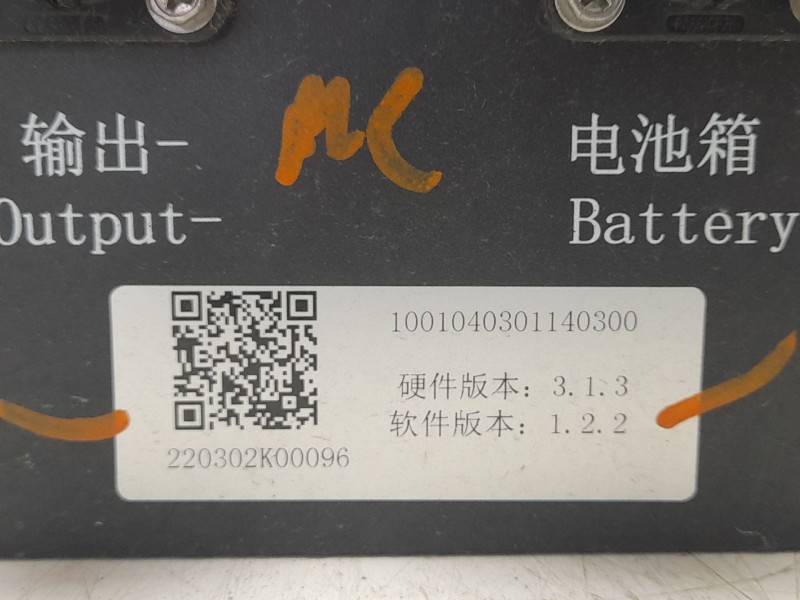 输出-
Output-
MC
电池箱
Battery
1001040301140300
硬件版本：3.1.3
软件版本：1.2.2
220302K00096